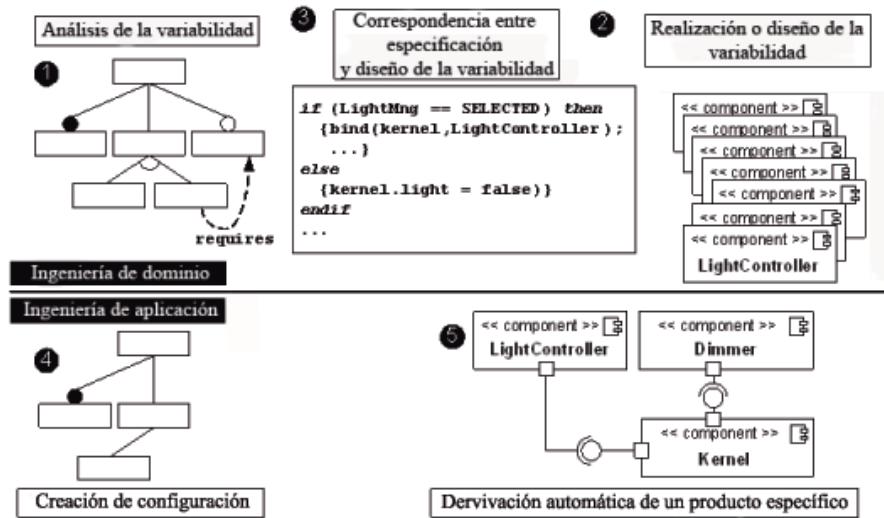 Análisis de la variabilidad
1
3
Correspondencia entre
especificación
y diseño de la variabilidad
2
Realización o diseño de la
variabilidad
requires
if (LightMng == SELECTED) then
{bind(kernel,LightController);
...}
else
{kernel.light = false)}
endif
...
<< component >>
<< component >>
<< component >>
<< component >>
<< component >>
<< component >>
<< component >>
LightController
Ingeniería de dominio
Ingeniería de aplicación
4
Creación de configuración
5
<< component >>
LightController
<< component >>
Dimmer
<< component >>
Kernel
Dervivación automática de un producto específico